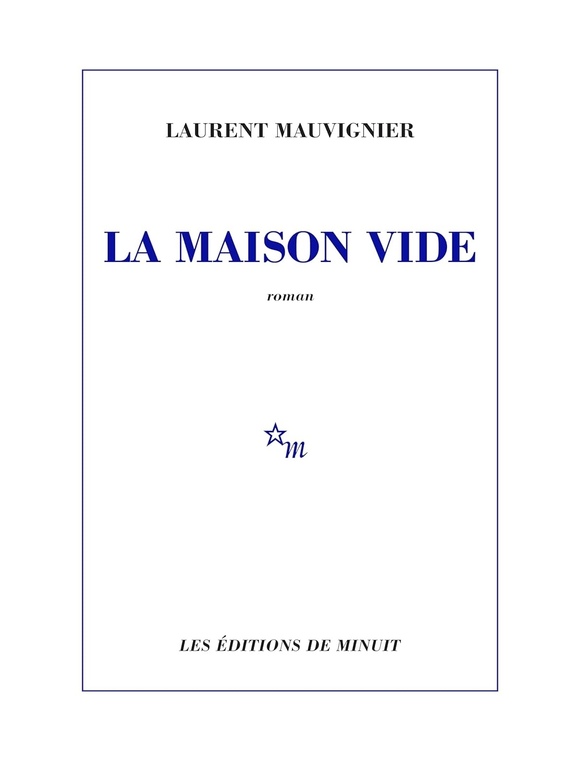 LAURENT MAUVIGNIER
LA MAISON VIDE
roman
m
LES ÉDITIONS DE MINUIT